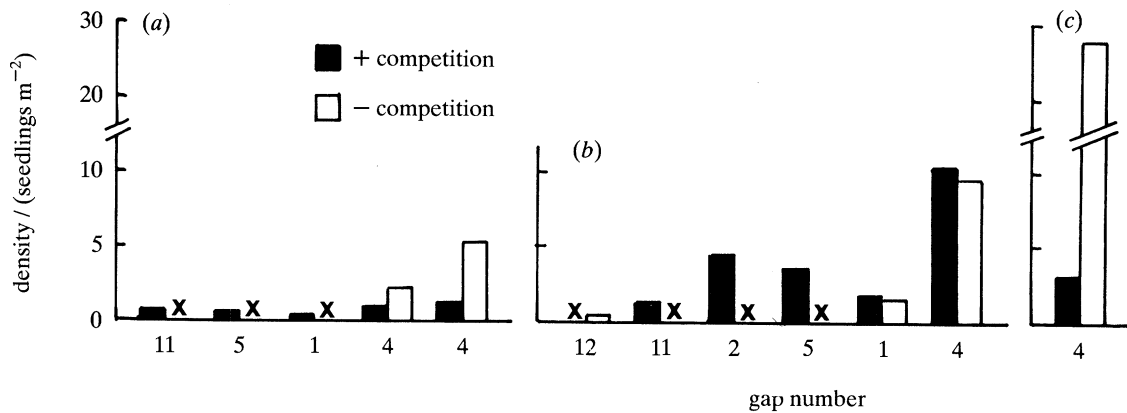 density / (seedlings m⁻²)
30
20
10
5
0
(a)
+ competition
− competition
X X X
11 5 1 4 4
(b)
X X X X
12 11 2 5 1 4
(c)
4
gap number